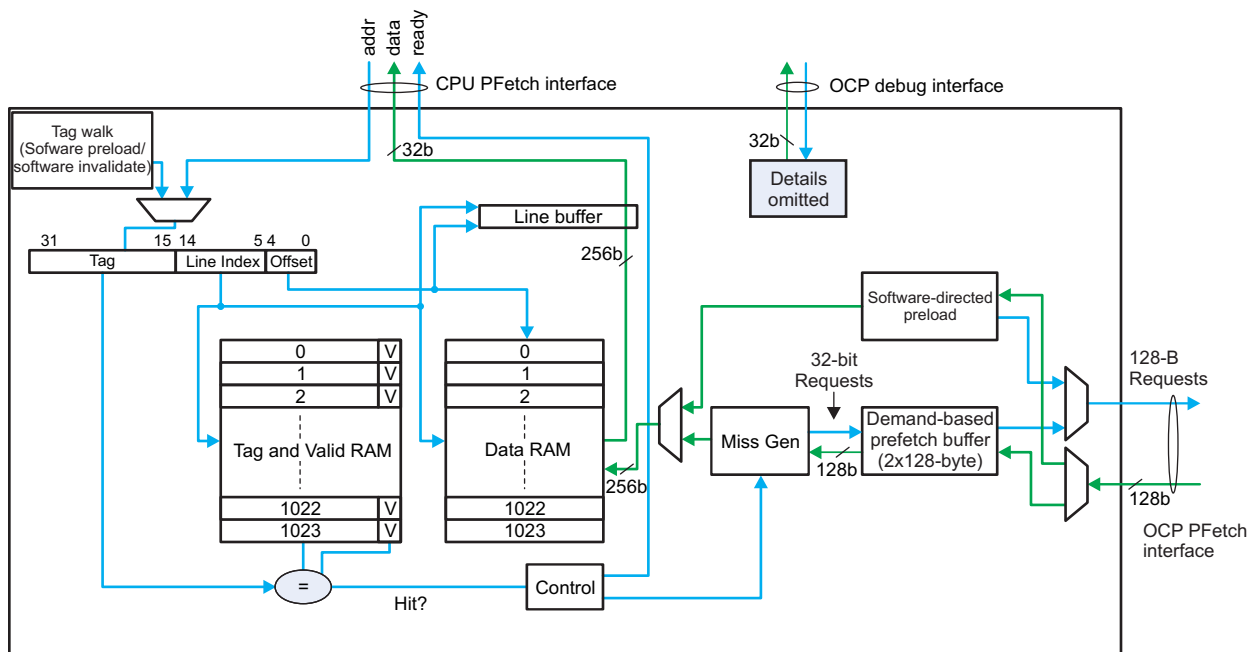 addr
data
ready
CPU PFetch interface
OCP debug interface
Tag walk
(Sofware preload/
software invalidate)
32b
32b
Details
omitted
Line buffer
31
15
14
5
4
0
Tag
Line Index
Offset
256b
Software-directed
preload
0
V
1
V
2
V
Tag and Valid RAM
1022
V
1023
V
0
1
2
Data RAM
1022
1023
256b
32-bit
Requests
128-B
Requests
Miss Gen
Demand-based
prefetch buffer
(2x128-byte)
128b
128b
OCP PFetch
interface
=
Hit?
Control